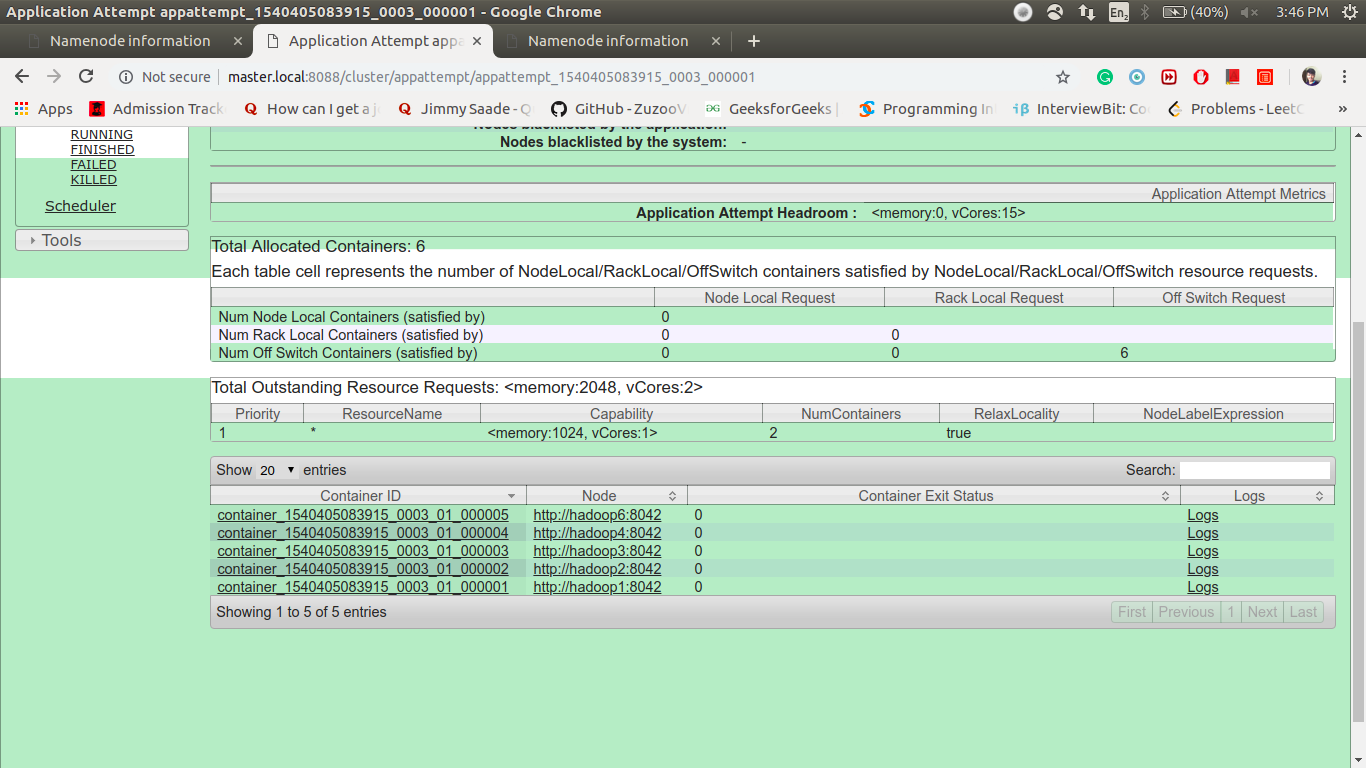 Application Attempt appattempt_1540405083915_0003_000001 - Google Chrome En2 (40%) 3:46 PM
Namenode information × Application Attempt app × Namenode information × +
Not secure master.local:8088/cluster/appattempt/appattempt_1540405083915_0003_000001
Apps Admission Track How can I get a j Jimmy Saade - Q GitHub - ZuzooV GeeksforGeeks | Programming In InterviewBit: Co Problems - LeetC »
RUNNING
FINISHED
FAILED
KILLED
Scheduler
Tools
Nodes blacklisted by the application:
Nodes blacklisted by the system: -
Application Attempt Metrics
Application Attempt Headroom : <memory:0, vCores:15>
Total Allocated Containers: 6
Each table cell represents the number of NodeLocal/RackLocal/OffSwitch containers satisfied by NodeLocal/RackLocal/OffSwitch resource requests.
Node Local Request Rack Local Request Off Switch Request
Num Node Local Containers (satisfied by) 0
Num Rack Local Containers (satisfied by) 0 0
Num Off Switch Containers (satisfied by) 0 0 6
Total Outstanding Resource Requests: <memory:2048, vCores:2>
Priority ResourceName Capability NumContainers RelaxLocality NodeLabelExpression
1 * <memory:1024, vCores:1> 2 true
Show 20 entries Search:
Container ID Node Container Exit Status Logs
container_1540405083915_0003_01_000005 http://hadoop6:8042 0 Logs
container_1540405083915_0003_01_000004 http://hadoop4:8042 0 Logs
container_1540405083915_0003_01_000003 http://hadoop3:8042 0 Logs
container_1540405083915_0003_01_000002 http://hadoop2:8042 0 Logs
container_1540405083915_0003_01_000001 http://hadoop1:8042 0 Logs
Showing 1 to 5 of 5 entries First Previous 1 Next Last